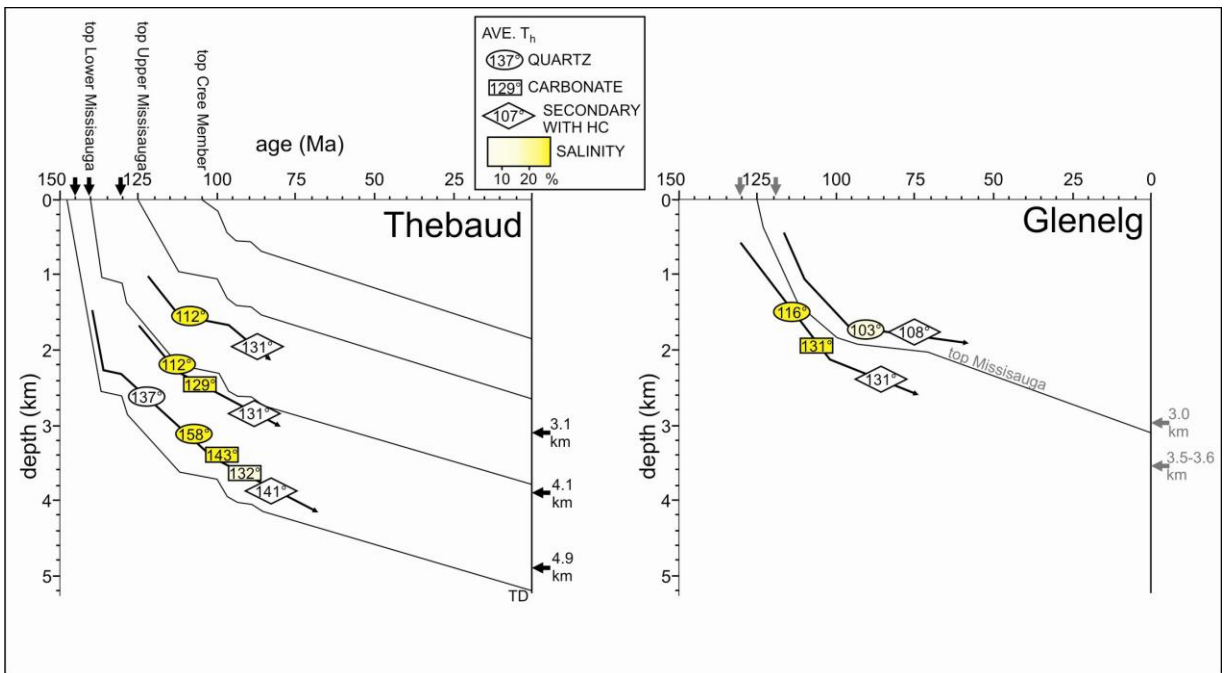 top Lower Missisauga
top Upper Missisauga
top Cree Member
AVE. Th
137° QUARTZ
129° CARBONATE
107° SECONDARY
WITH HC
SALINITY
10 20 %
age (Ma)
150 125 100 75 50 25
Thebaud
0
1
2
3
4
5
depth (km)
112°
131°
112°
129°
131°
137°
158°
143°
132°
141°
3.1
km
4.1
km
4.9
km
TD
150 125 100 75 50 25 0
Glenelg
0
1
2
3
4
5
depth (km)
116°
103°
108°
131°
131°
top Missisauga
3.0
km
3.5-3.6
km